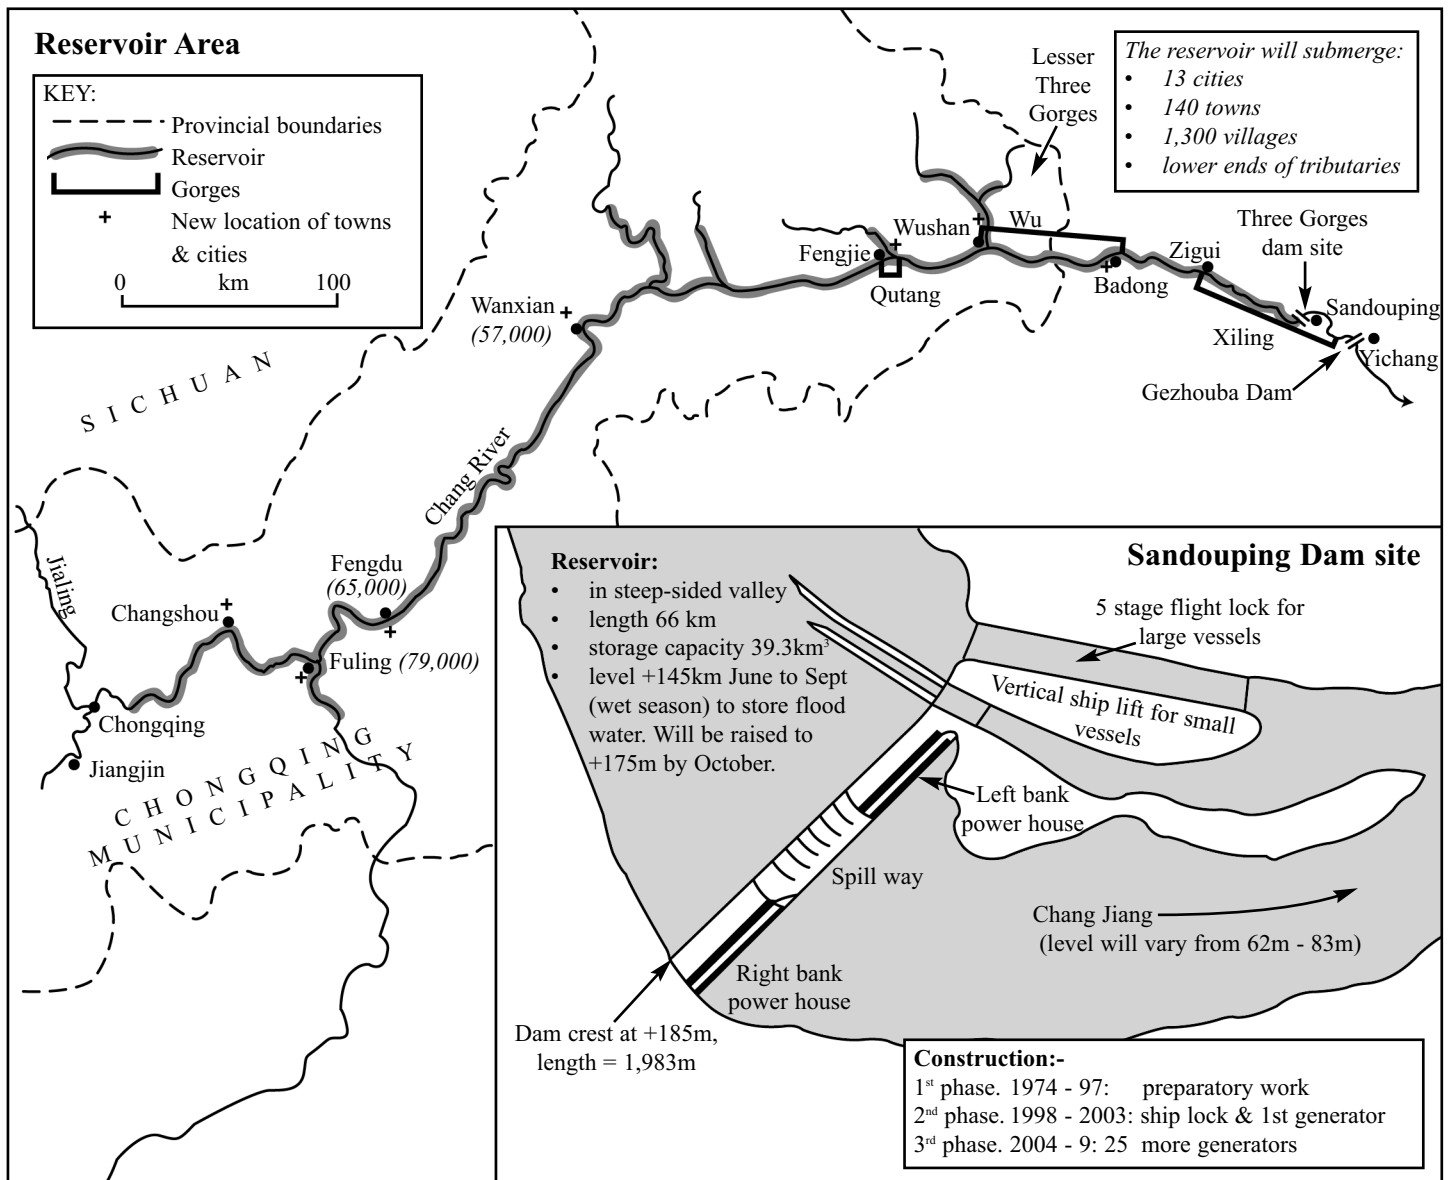 Reservoir Area
KEY:
Provincial boundaries
Reservoir
Gorges
New location of towns
& cities
0 km 100
The reservoir will submerge:
• 13 cities
• 140 towns
• 1,300 villages
• lower ends of tributaries
Lesser
Three
Gorges
Three Gorges
dam site
Wushan
Wu
Fengjie
Zigui
Qutang
Badong
Sandouping
Xiling
Yichang
Gezhouba Dam
Wanxian
(57,000)
SICHUAN
Chang River
Jialing
Fengdu
(65,000)
Changshou
Fuling (79,000)
Chongqing
Jiangjin
CHONGQING
MUNICIPALITY
Sandouping Dam site
Reservoir:
• in steep-sided valley
• length 66 km
• storage capacity 39.3km³
• level +145km June to Sept
(wet season) to store flood
water. Will be raised to
+175m by October.
5 stage flight lock for
large vessels
Vertical ship lift for small
vessels
Left bank
power house
Spill way
Chang Jiang
(level will vary from 62m - 83m)
Right bank
power house
Dam crest at +185m,
length = 1,983m
Construction:-
1st phase. 1974 - 97: preparatory work
2nd phase. 1998 - 2003: ship lock & 1st generator
3rd phase. 2004 - 9: 25 more generators